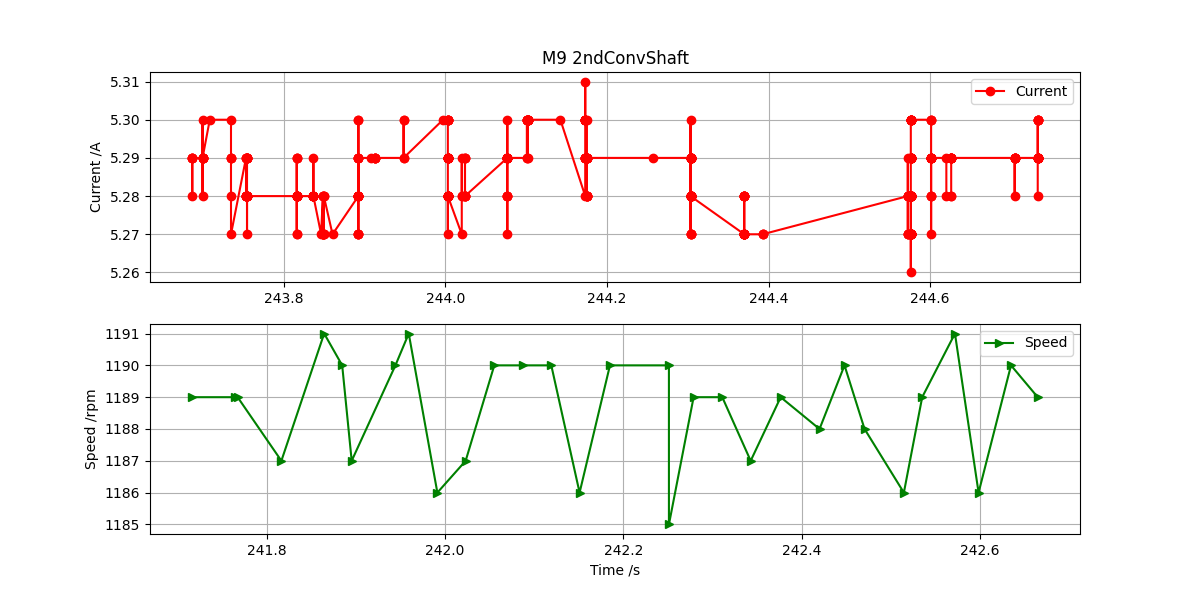 M9 2ndConvShaft
Current /A
5.31
5.30
5.29
5.28
5.27
5.26
Current
243.8 244.0 244.2 244.4 244.6
Speed /rpm
1191
1190
1189
1188
1187
1186
1185
Speed
241.8 242.0 242.2 242.4 242.6
Time /s